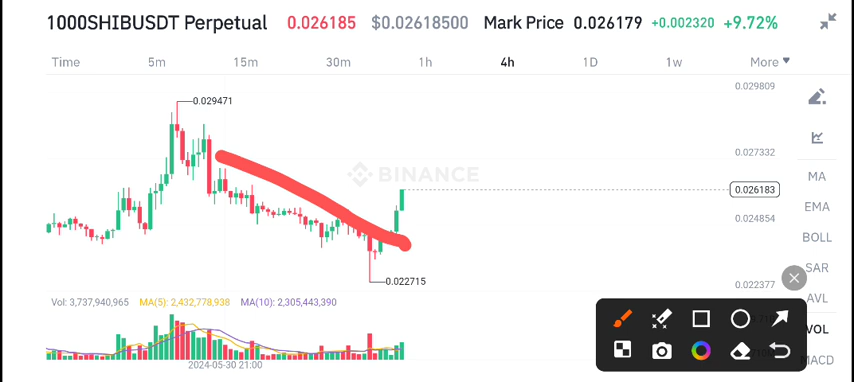 1000SHIBUSDT Perpetual 0.026185 $0.02618500 Mark Price 0.026179 +0.002320 +9.72%
Time 5m 15m 30m 1h 4h 1D 1w More
0.029809
0.029471
0.027332
BINANCE
MA
0.026183
EMA
0.024854
BOLL
SAR
0.022715
0.022377
AVL
Vol: 3,737,940,965 MA(5): 2,432,778,938 MA(10): 2,305,443,390
VOL
MACD
2024-05-30 21:00